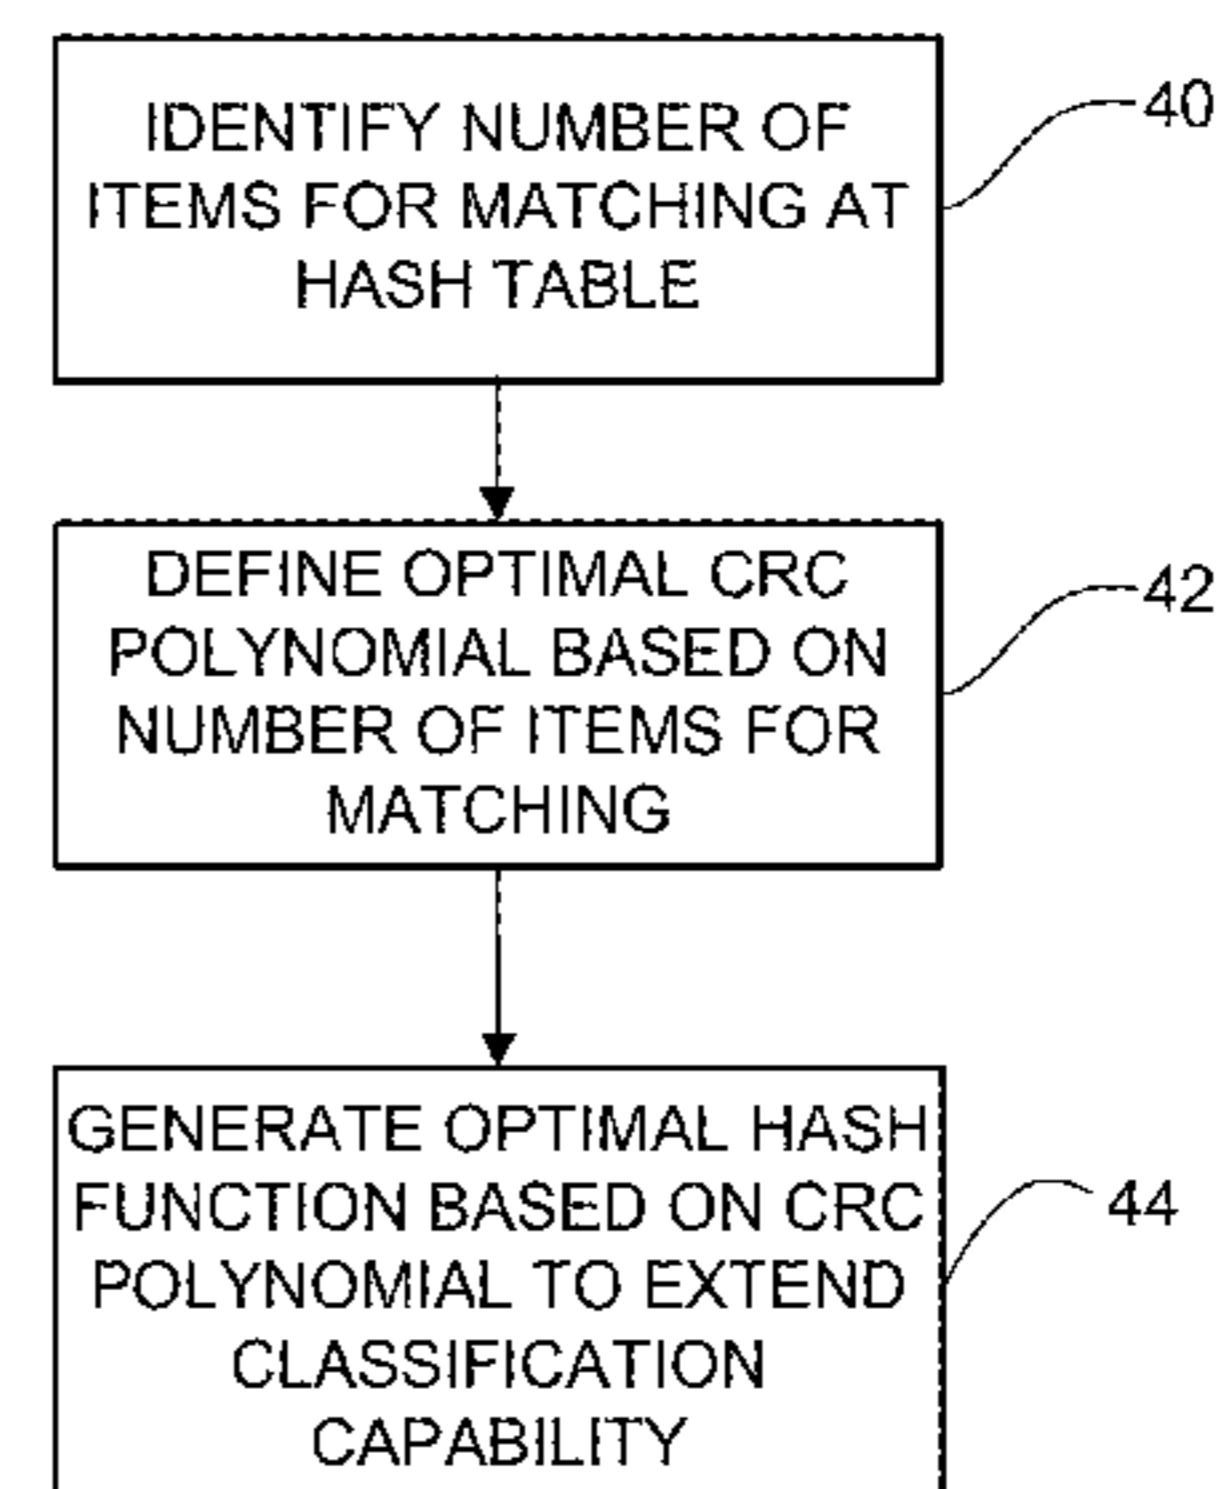 IDENTIFY NUMBER OF
ITEMS FOR MATCHING AT
HASH TABLE
40
DEFINE OPTIMAL CRC
POLYNOMIAL BASED ON
NUMBER OF ITEMS FOR
MATCHING
42
GENERATE OPTIMAL HASH
FUNCTION BASED ON CRC
POLYNOMIAL TO EXTEND
CLASSIFICATION
CAPABILITY
44